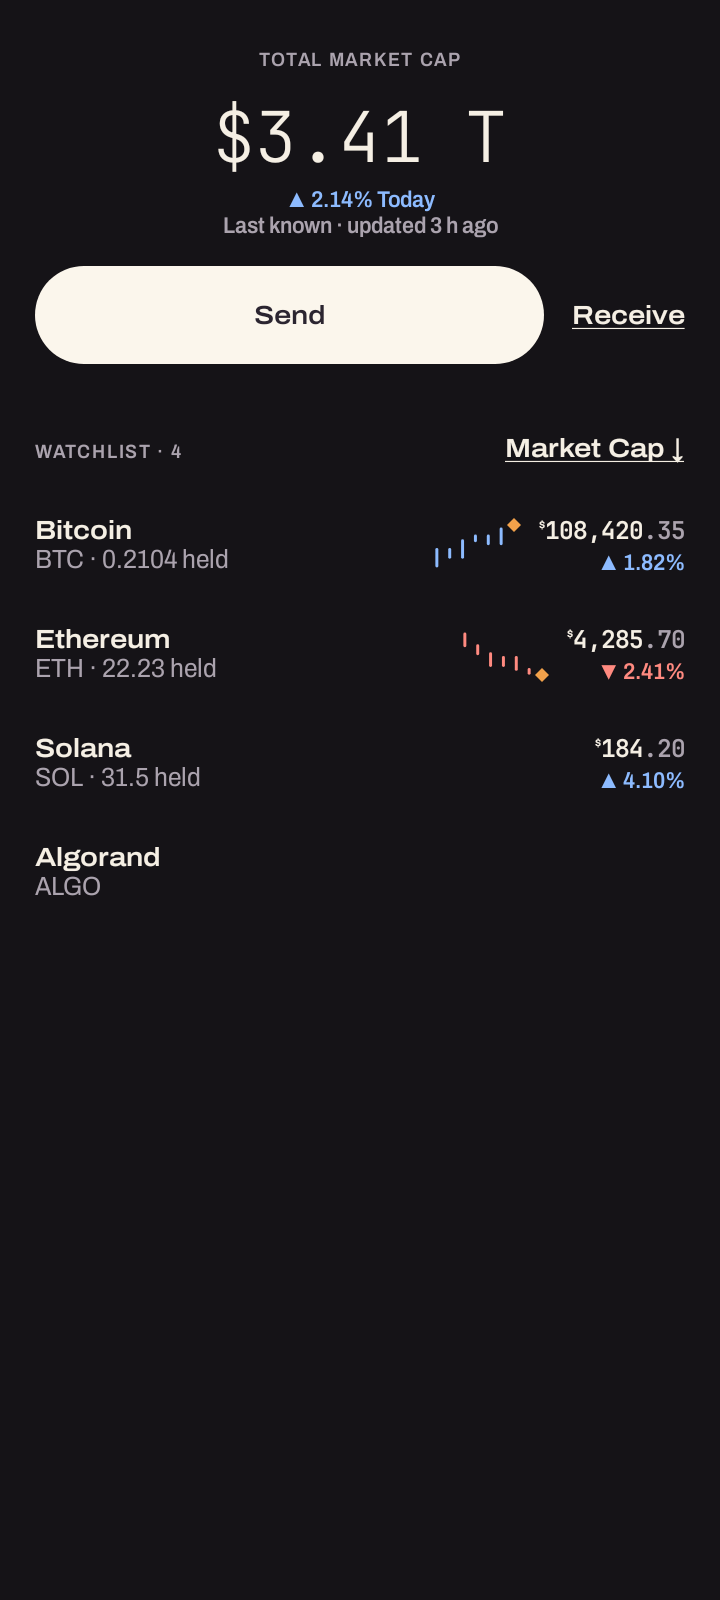 TOTAL MARKET CAP
$3.41 T
▲ 2.14% Today
Last known · updated 3 h ago
Send
Receive
WATCHLIST · 4
Market Cap ↓
Bitcoin
$108,420.35
BTC · 0.2104 held
▲ 1.82%
Ethereum
$4,285.70
ETH · 22.23 held
▼ 2.41%
Solana
$184.20
SOL · 31.5 held
▲ 4.10%
Algorand
ALGO